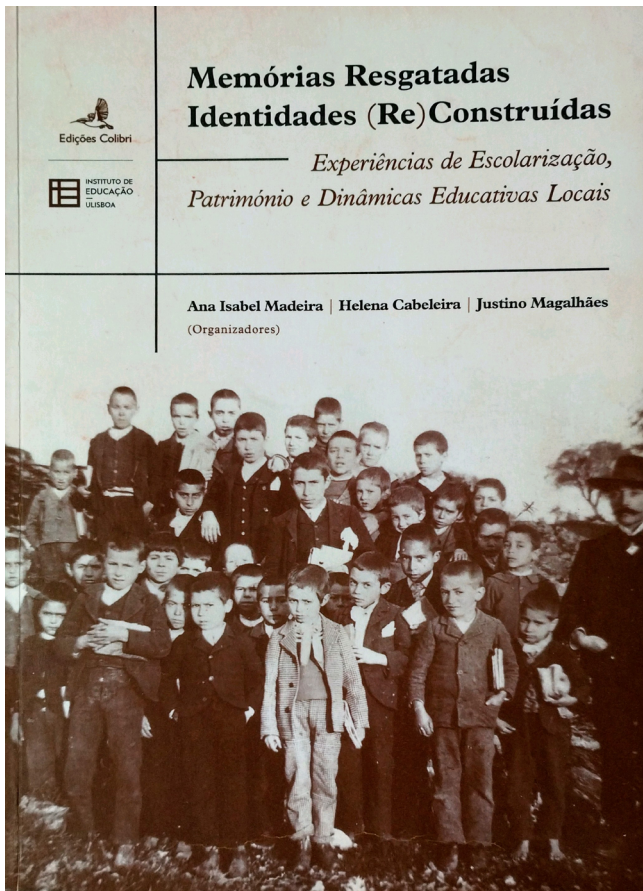 Memórias Resgatadas
Identidades (Re)Construídas
Experiências de Escolarização,
Património e Dinâmicas Educativas Locais
Edições Colibri
INSTITUTO DE
EDUCAÇÃO
ULISBOA
Ana Isabel Madeira | Helena Cabeleira | Justino Magalhães
(Organizadores)